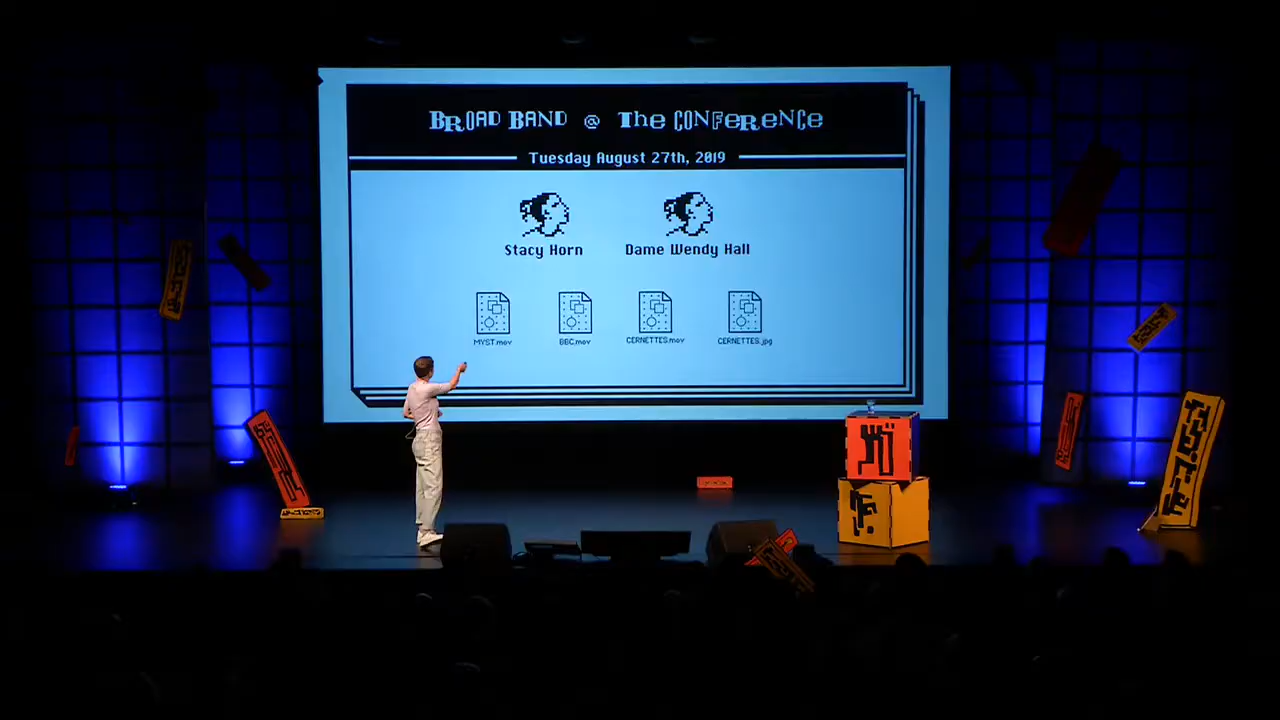 BROAD BAND @ The CONFeReNCe
Tuesday August 27th, 2019
Stacy Horn Dame Wendy Hall
MYST.mov BBC.mov CERNETTES.mov CERNETTES.jpg